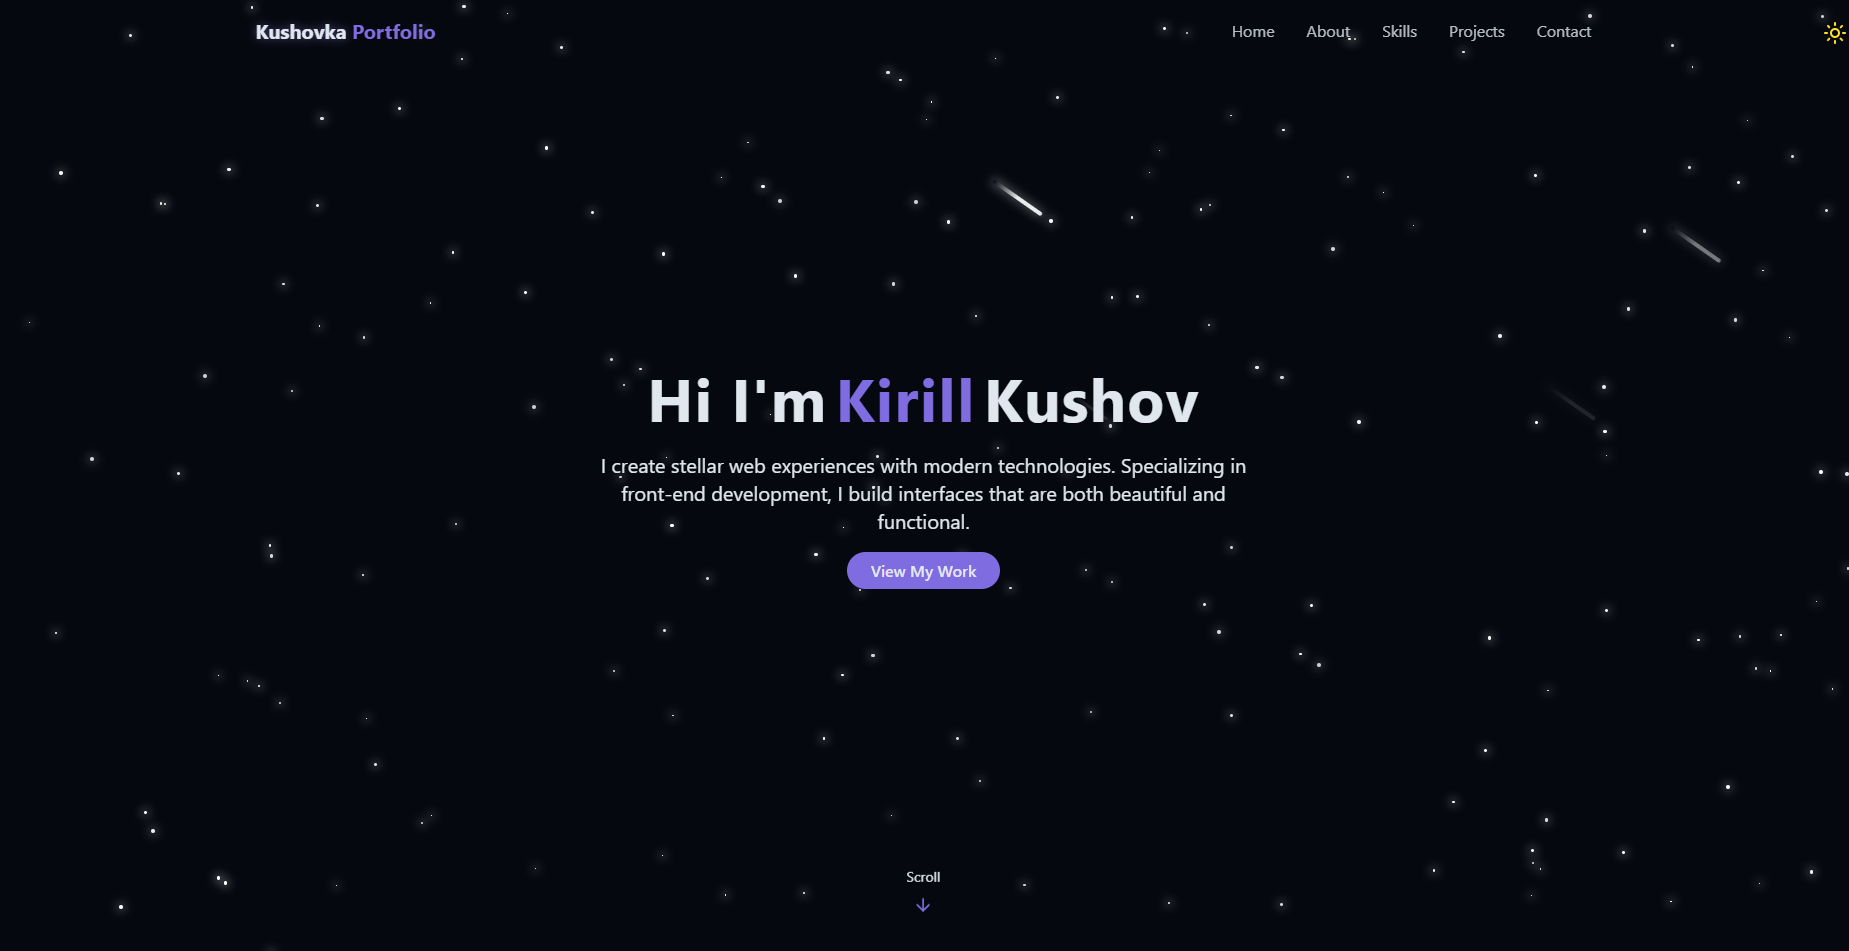 Kushovka Portfolio
Home About Skills Projects Contact
Hi I'm Kirill Kushov
I create stellar web experiences with modern technologies. Specializing in
front-end development, I build interfaces that are both beautiful and
functional.
View My Work
Scroll